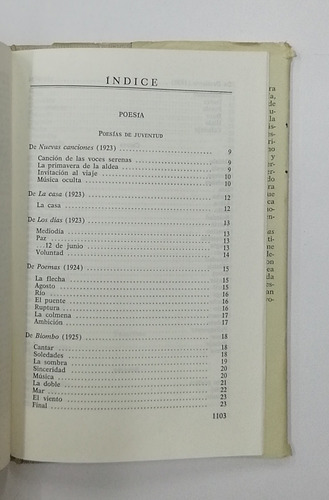 ÍNDICE
POESIA
POESÍAS DE JUVENTUD
De Nuevas canciones (1923) 9
Canción de las voces serenas 9
La primavera de la aldea 9
Invitación al viaje 10
Música oculta 10
De La casa (1923) 12
La casa 12
De Los días (1923) 13
Mediodía 13
Paz 13
...12 de junio 13
Voluntad 14
De Poemas (1924) 15
La flecha 15
Agosto 15
Río 16
El puente 16
Ruptura 16
La colmena 17
Ambición 17
De Biombo (1925) 18
Cantar 18
Soledades 18
La sombra 19
Sinceridad 20
Música 20
La doble 21
Mar 22
El viento 23
Final 23
1103